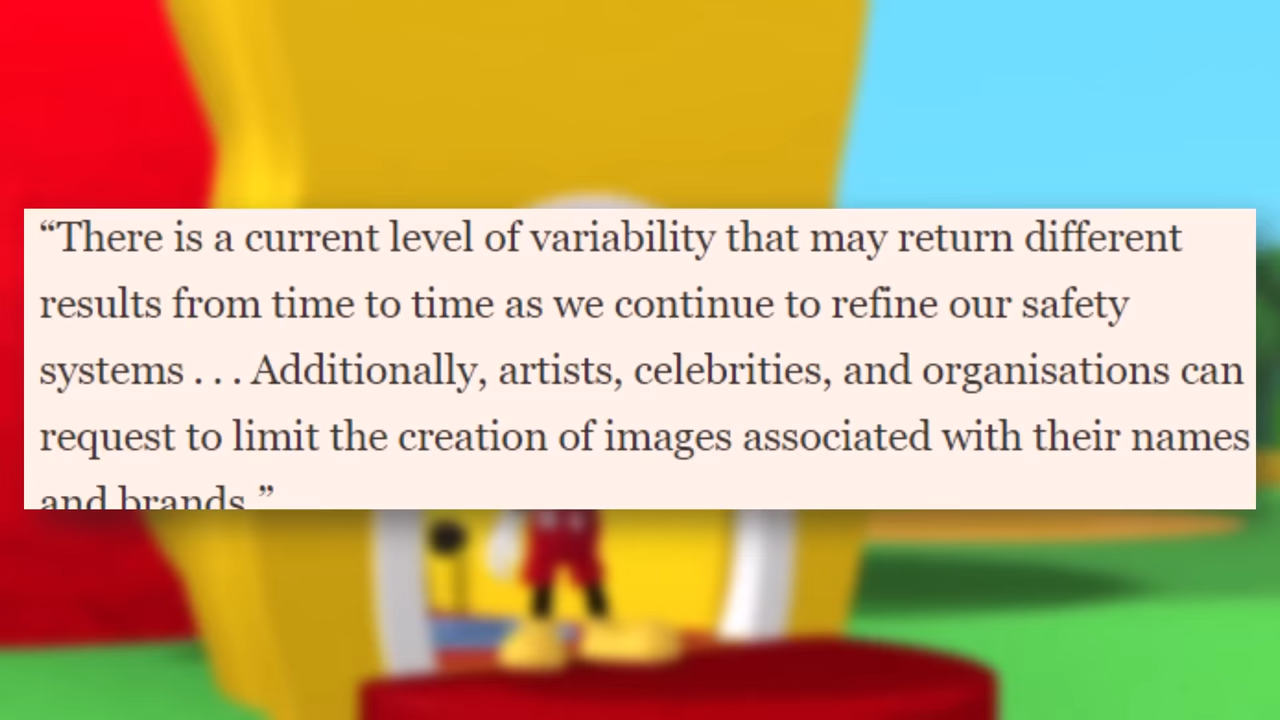 “There is a current level of variability that may return different
results from time to time as we continue to refine our safety
systems . . . Additionally, artists, celebrities, and organisations can
request to limit the creation of images associated with their names
and brands.”